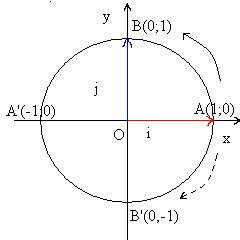 y
B(0;1)
j
A'(-1;0)
A(1;0)
O
i
x
B'(0,-1)